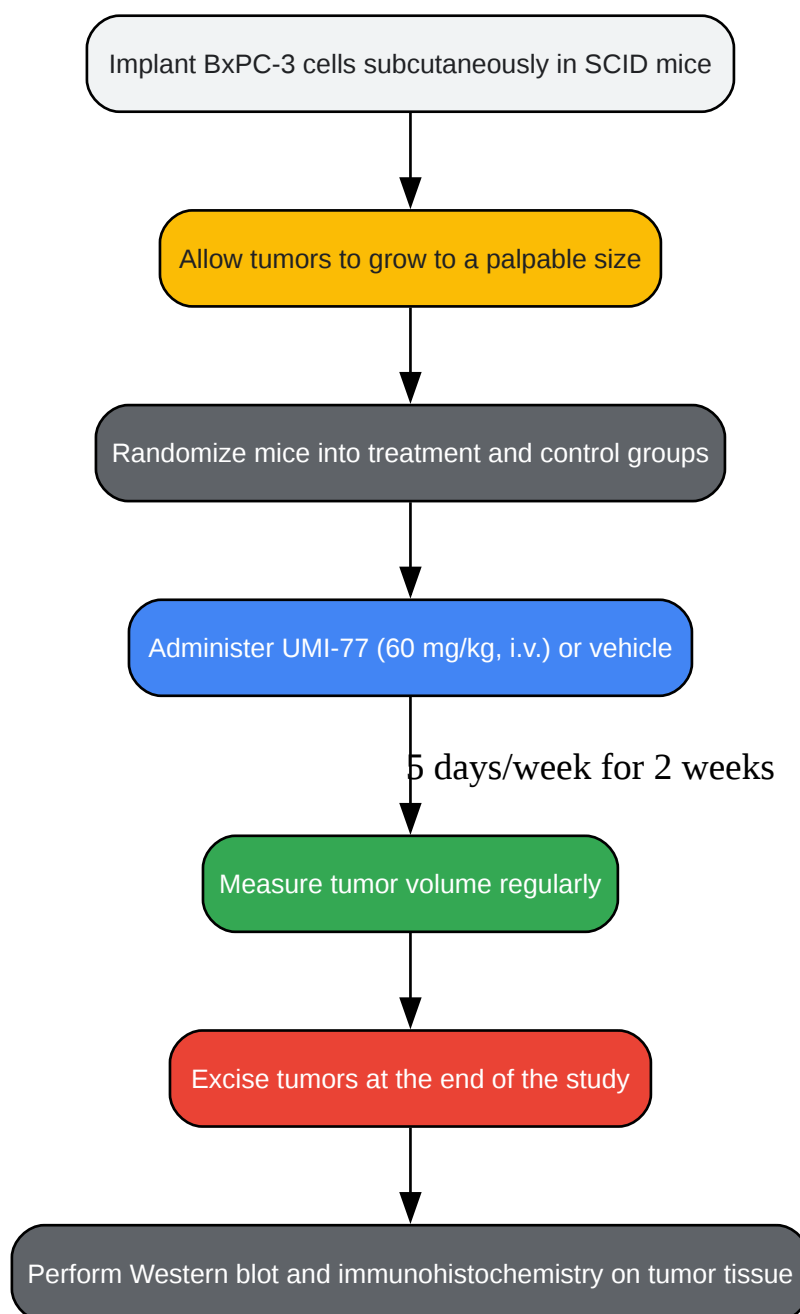 Implant BxPC-3 cells subcutaneously in SCID mice
Allow tumors to grow to a palpable size
Randomize mice into treatment and control groups
Administer UMI-77 (60 mg/kg, i.v.) or vehicle
5 days/week for 2 weeks
Measure tumor volume regularly
Excise tumors at the end of the study
Perform Western blot and immunohistochemistry on tumor tissue